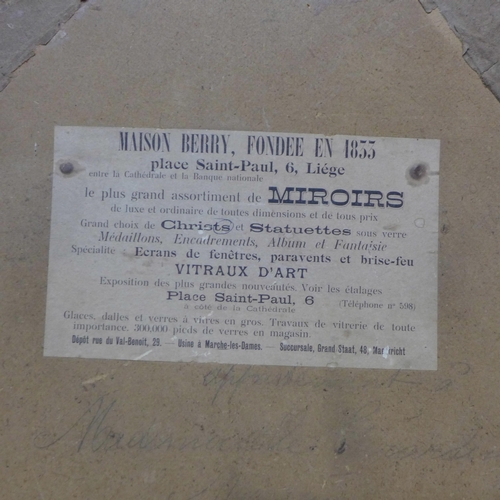 MAISON BERRY, FONDÉE EN 1855
place Saint-Paul, 6, Liége
entre la Cathédrale et la Banque nationale
le plus grand assortiment de MIROIRS
de luxe et ordinaire de toutes dimensions et de tous prix
Grand choix de Christs et Statuettes sous verre
Médaillons, Encadrements, Album et Fantaisie
Spécialité : Ecrans de fenêtres, paravents et brise-feu
VITRAUX D'ART
Exposition des plus grandes nouveautés. Voir les étalages
Place Saint-Paul, 6 (Téléphone n° 598)
à côté de la Cathédrale
Glaces, dalles et verres à vitres en gros. Travaux de vitrerie de toute
importance. 300,000 pieds de verres en magasin.
Dépôt rue du Val-Benoit, 29. — Usine à Marche-les-Dames. — Succursale, Grand Staat, 48, Maestricht
Mademoiselle